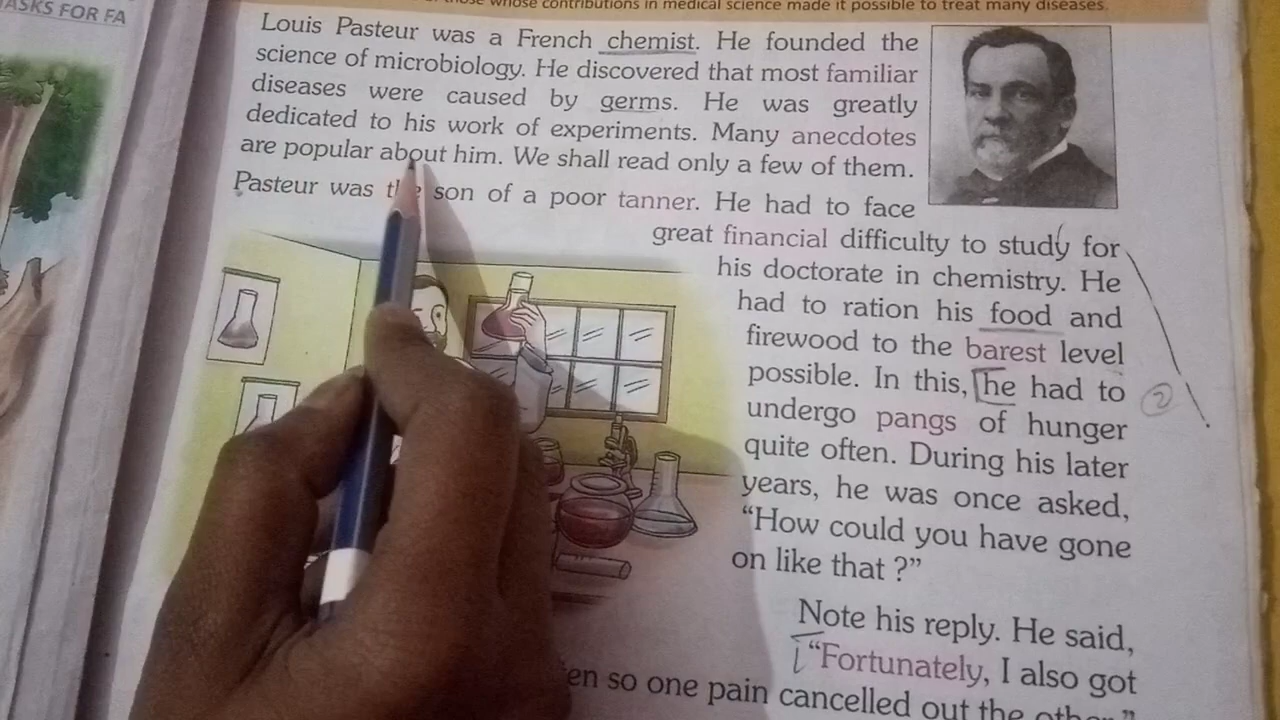 ASKS FOR FA
whose contributions in medical science made it possible to treat many diseases.
Louis Pasteur was a French chemist. He founded the
science of microbiology. He discovered that most familiar
diseases were caused by germs. He was greatly
dedicated to his work of experiments. Many anecdotes
are popular about him. We shall read only a few of them.
Pasteur was the son of a poor tanner. He had to face
great financial difficulty to study for
his doctorate in chemistry. He
had to ration his food and
firewood to the barest level
possible. In this, he had to
undergo pangs of hunger
quite often. During his later
years, he was once asked,
“How could you have gone
on like that ?”
Note his reply. He said,
“Fortunately, I also got
so one pain cancelled out the other.”
2